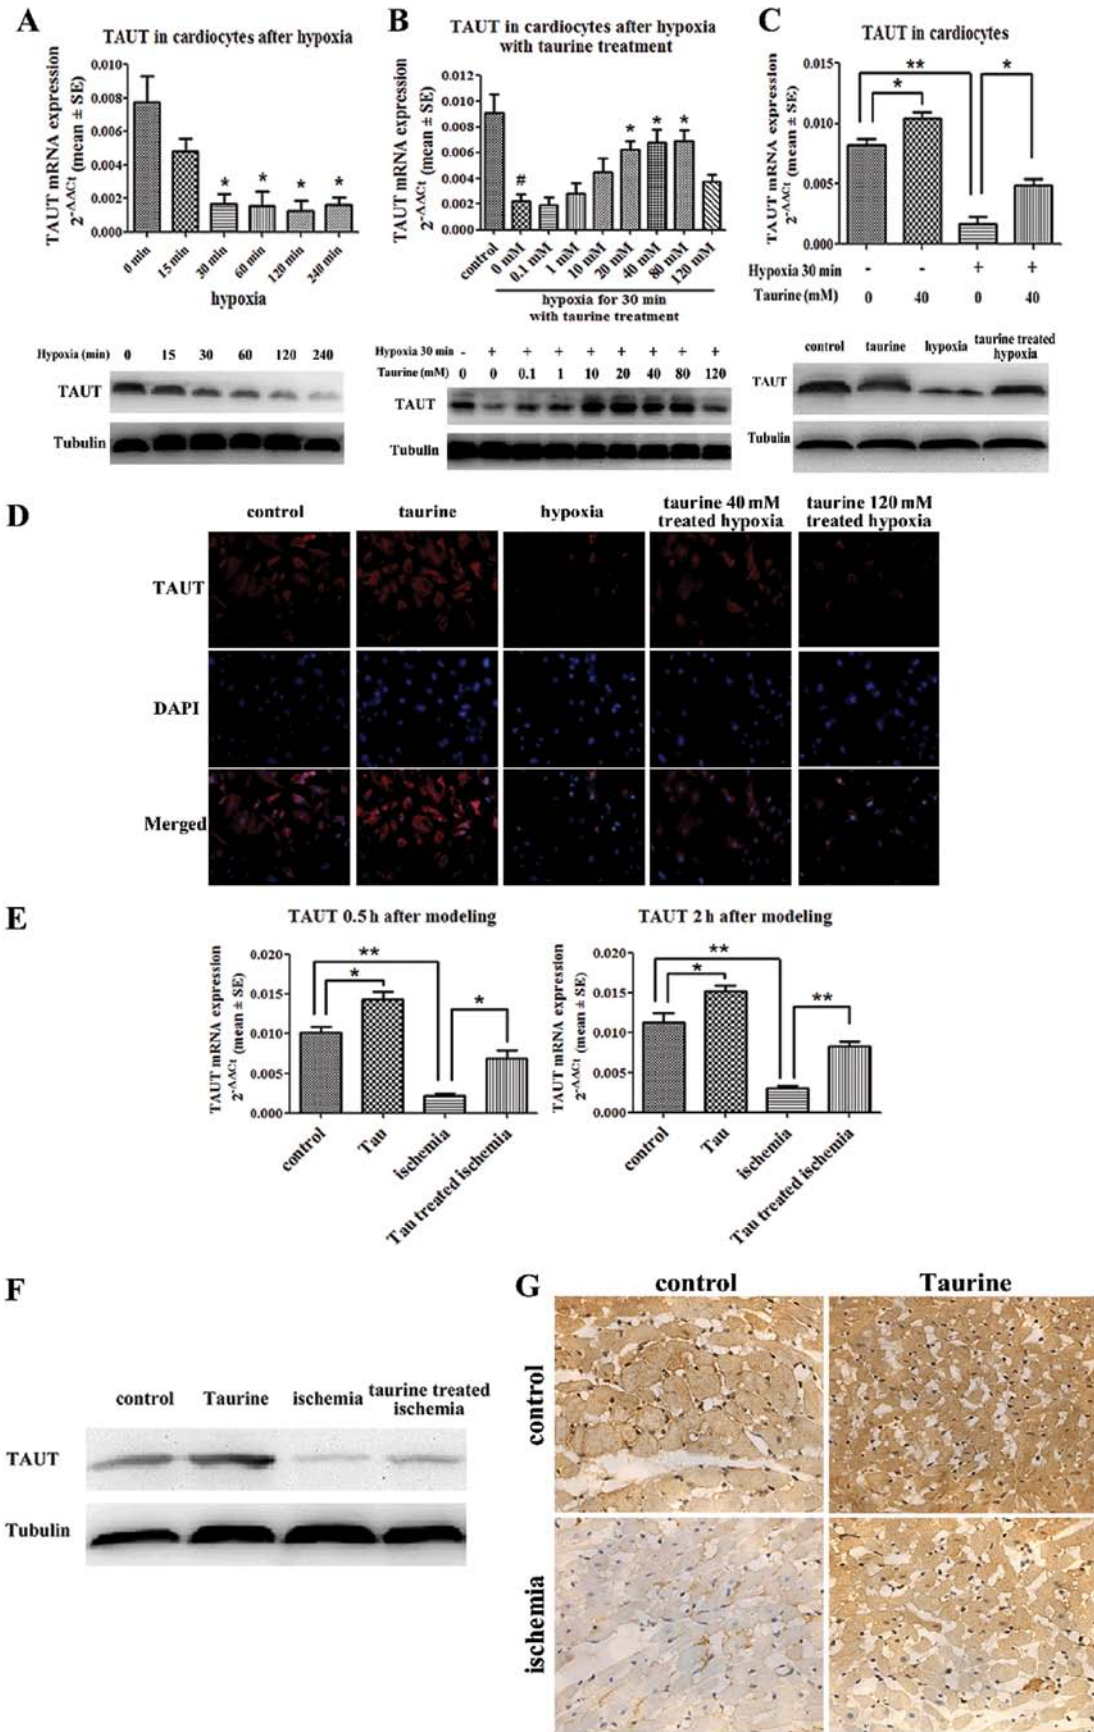 A
TAUT in cardiocytes after hypoxia
TAUT mRNA expression
2^-ΔΔCt (mean ± SE)
0.010
0.008
0.006
0.004
0.002
0.000
* * * *
0 min 15 min 30 min 60 min 120 min 240 min
hypoxia
Hypoxia (min) 0 15 30 60 120 240
TAUT
Tubulin
B
TAUT in cardiocytes after hypoxia
with taurine treatment
TAUT mRNA expression
2^-ΔΔCt (mean ± SE)
0.012
0.010
0.008
0.006
0.004
0.002
0.000
# * * *
control 0 mM 0.1 mM 1 mM 10 mM 20 mM 40 mM 80 mM 120 mM
hypoxia for 30 min
with taurine treatment
Hypoxia 30 min - + + + + + + + +
Taurine (mM) 0 0 0.1 1 10 20 40 80 120
TAUT
Tubulin
C
TAUT in cardiocytes
TAUT mRNA expression
2^-ΔΔCt (mean ± SE)
0.015
0.010
0.005
0.000
** * *
Hypoxia 30 min - - + +
Taurine (mM) 0 40 0 40
control taurine hypoxia taurine treated
hypoxia
TAUT
Tubulin
D
control taurine hypoxia taurine 40 mM
treated hypoxia
taurine 120 mM
treated hypoxia
TAUT
DAPI
Merged
E
TAUT 0.5 h after modeling
TAUT mRNA expression
2^-ΔΔCt (mean ± SE)
0.020
0.015
0.010
0.005
0.000
** * *
control Tau ischemia Tau treated ischemia
TAUT 2 h after modeling
TAUT mRNA expression
2^-ΔΔCt (mean ± SE)
0.020
0.015
0.010
0.005
0.000
** * **
control Tau ischemia Tau treated ischemia
F
control Taurine ischemia taurine treated
ischemia
TAUT
Tubulin
G
control Taurine
control
ischemia